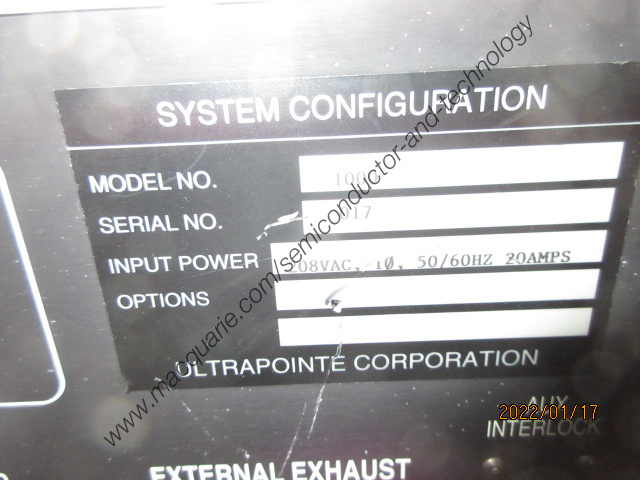 SYSTEM CONFIGURATION
MODEL NO.
SERIAL NO.
INPUT POWER 208VAC, 1Ø, 50/60HZ 20AMPS
OPTIONS
ULTRAPOINTE CORPORATION
2022/01/17
AUX
INTERLOCK
EXTERNAL EXHAUST
www.macquarie.com/semiconductor-and-technology